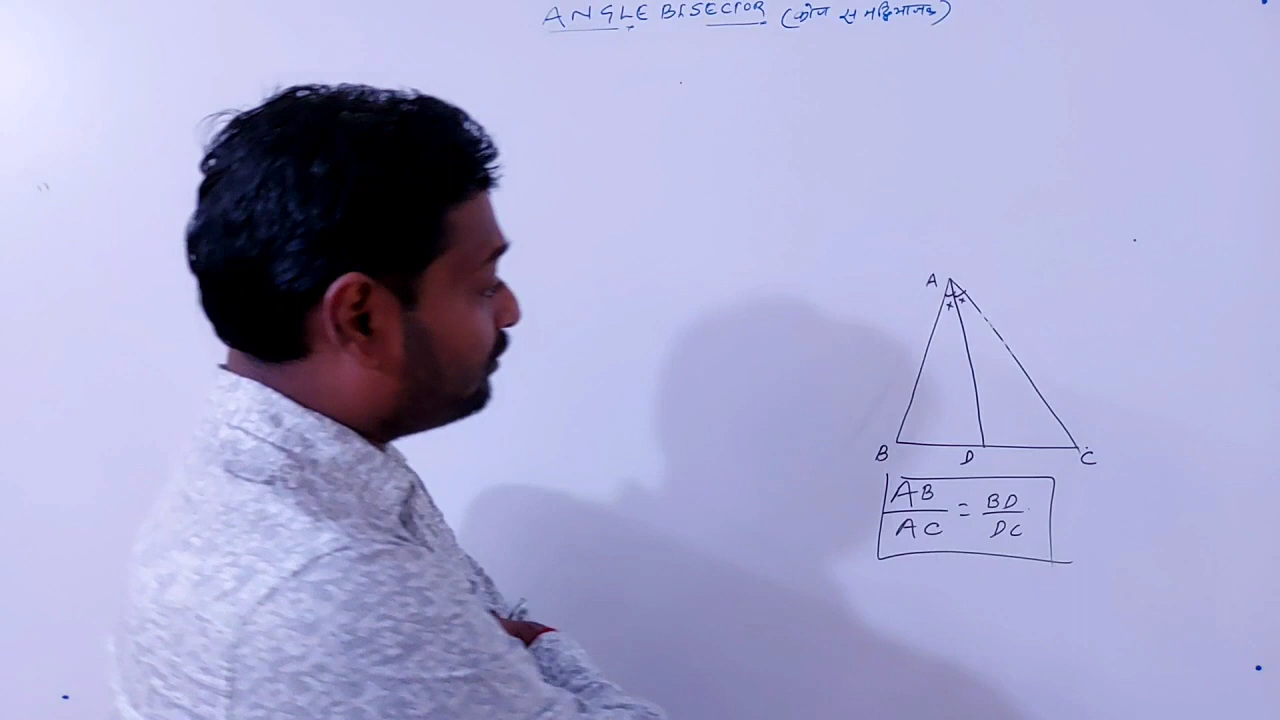 ANGLE BISECTOR (कोण समद्विभाजक)
A
x x
B D C
AB/AC = BD/DC